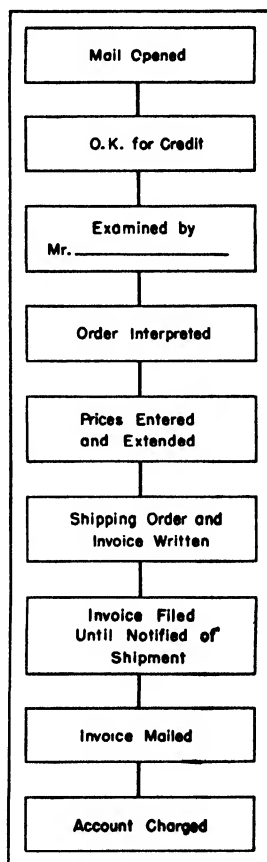 Mail Opened
O.K. for Credit
Examined by
Mr.
Order Interpreted
Prices Entered
and Extended
Shipping Order and
Invoice Written
Invoice Filed
Until Notified of
Shipment
Invoice Mailed
Account Charged